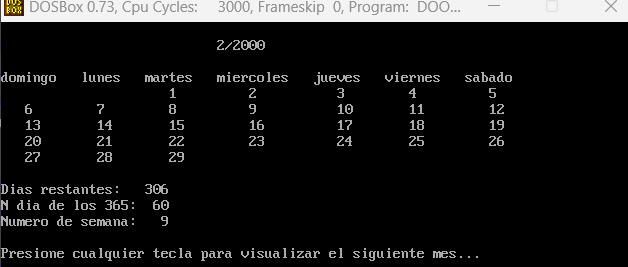 DOS BOX DOSBox 0.73, Cpu Cycles: 3000, Frameskip 0, Program: DOO...
2/2000
domingo lunes martes miercoles jueves viernes sabado
1 2 3 4 5
6 7 8 9 10 11 12
13 14 15 16 17 18 19
20 21 22 23 24 25 26
27 28 29
Dias restantes: 306
N dia de los 365: 60
Numero de semana: 9
Presione cualquier tecla para visualizar el siguiente mes...